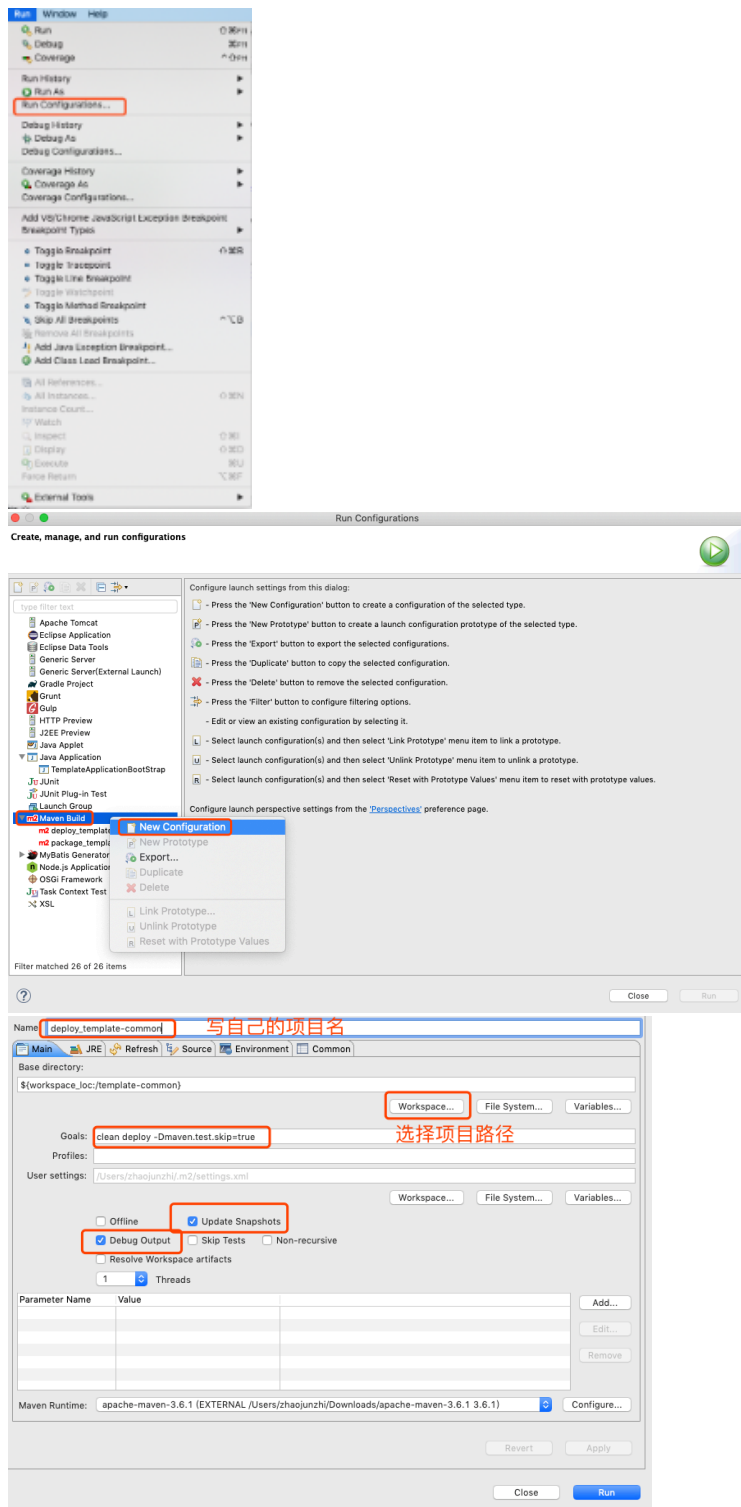 Run Window Help
Run ⇧⌘F11
Debug ⌘F11
Coverage ^⇧F11
Run History
Run As
Run Configurations...
Debug History
Debug As
Debug Configurations...
Coverage History
Coverage As
Coverage Configurations...
Add V8/Chrome JavaScript Exception Breakpoint
Breakpoint Types
Toggle Breakpoint ⇧⌘B
Toggle Tracepoint
Toggle Line Breakpoint
Toggle Watchpoint
Toggle Method Breakpoint
Skip All Breakpoints ^⌥B
Remove All Breakpoints
Add Java Exception Breakpoint...
Add Class Load Breakpoint...
All References...
All Instances... ⇧⌘N
Instance Count...
Watch
Inspect ⇧⌘I
Display ⇧⌘D
Execute ⌘U
Force Return ⌥⌘F
External Tools
Run Configurations
Create, manage, and run configurations
type filter text
Apache Tomcat
Eclipse Application
Eclipse Data Tools
Generic Server
Generic Server(External Launch)
Gradle Project
Grunt
Gulp
HTTP Preview
J2EE Preview
Java Applet
Java Application
TemplateApplicationBootStrap
JUnit
JUnit Plug-in Test
Launch Group
Maven Build
deploy_template
package_templa
MyBatis Generator
Node.js Application
OSGi Framework
Task Context Test
XSL
Filter matched 26 of 26 items
Configure launch settings from this dialog:
- Press the 'New Configuration' button to create a configuration of the selected type.
- Press the 'New Prototype' button to create a launch configuration prototype of the selected type.
- Press the 'Export' button to export the selected configurations.
- Press the 'Duplicate' button to copy the selected configuration.
- Press the 'Delete' button to remove the selected configuration.
- Press the 'Filter' button to configure filtering options.
- Edit or view an existing configuration by selecting it.
- Select launch configuration(s) and then select 'Link Prototype' menu item to link a prototype.
- Select launch configuration(s) and then select 'Unlink Prototype' menu item to unlink a prototype.
- Select launch configuration(s) and then select 'Reset with Prototype Values' menu item to reset with prototype values.
Configure launch perspective settings from the 'Perspectives' preference page.
New Configuration
New Prototype
Export...
Duplicate
Delete
Link Prototype...
Unlink Prototype
Reset with Prototype Values
Close Run
Name: deploy_template-common 写自己的项目名
Main JRE Refresh Source Environment Common
Base directory:
${workspace_loc:/template-common}
Workspace... File System... Variables...
Goals: clean deploy -Dmaven.test.skip=true 选择项目路径
Profiles:
User settings: /Users/zhaojunzhi/.m2/settings.xml
Workspace... File System... Variables...
Offline Update Snapshots
Debug Output Skip Tests Non-recursive
Resolve Workspace artifacts
1 Threads
Parameter Name Value
Add...
Edit...
Remove
Maven Runtime: apache-maven-3.6.1 (EXTERNAL /Users/zhaojunzhi/Downloads/apache-maven-3.6.1 3.6.1) Configure...
Revert Apply
Close Run